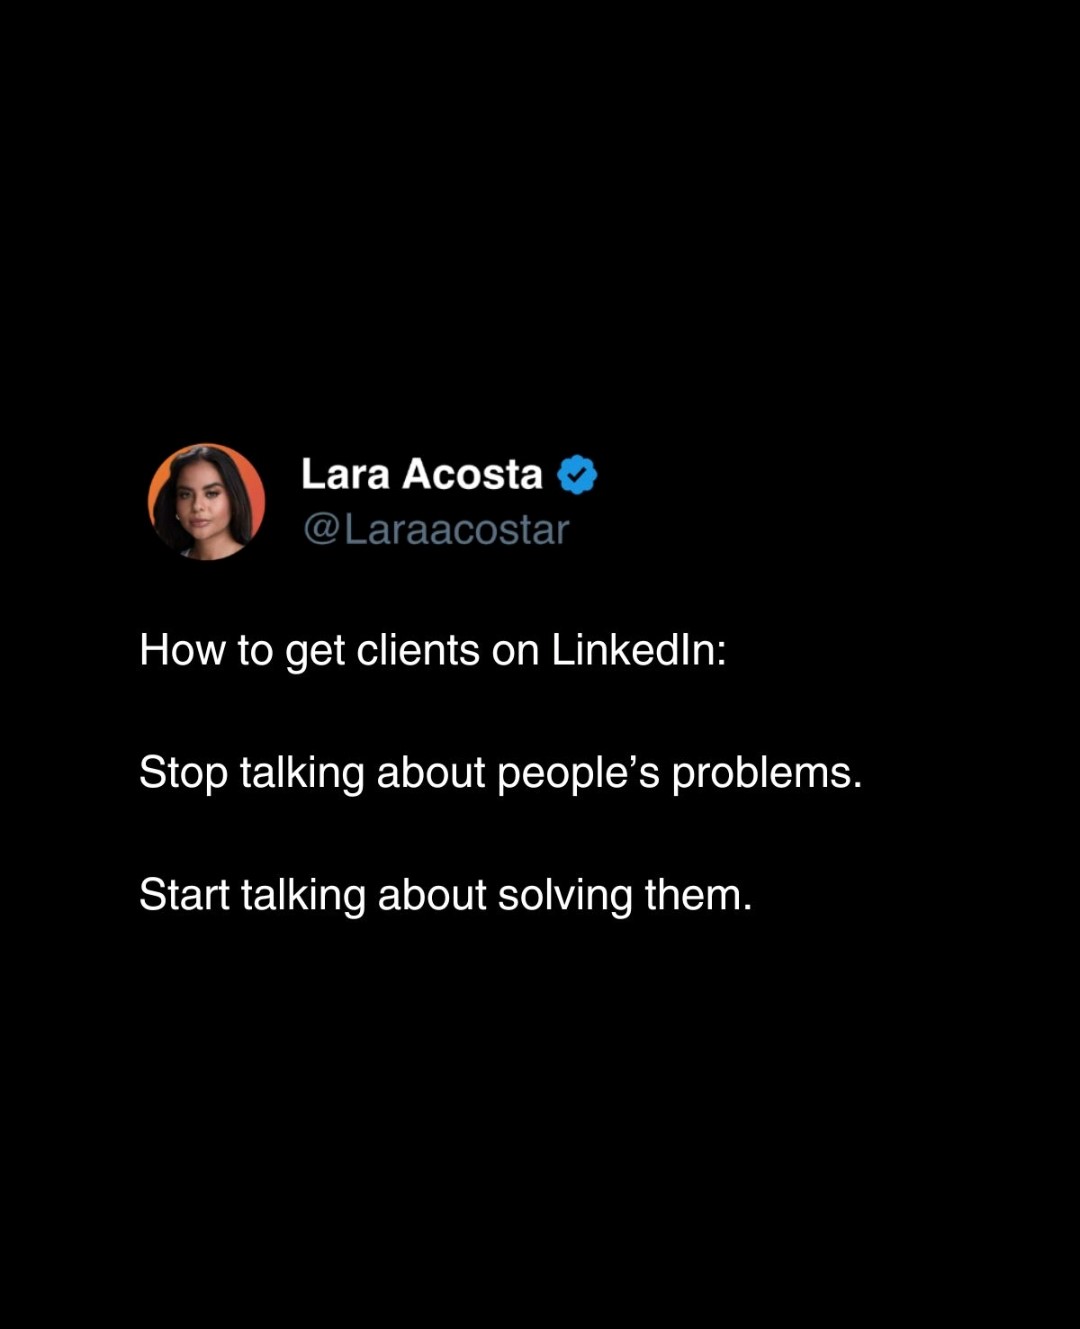 Lara Acosta
@Laraacostar
How to get clients on LinkedIn:
Stop talking about people’s problems.
Start talking about solving them.